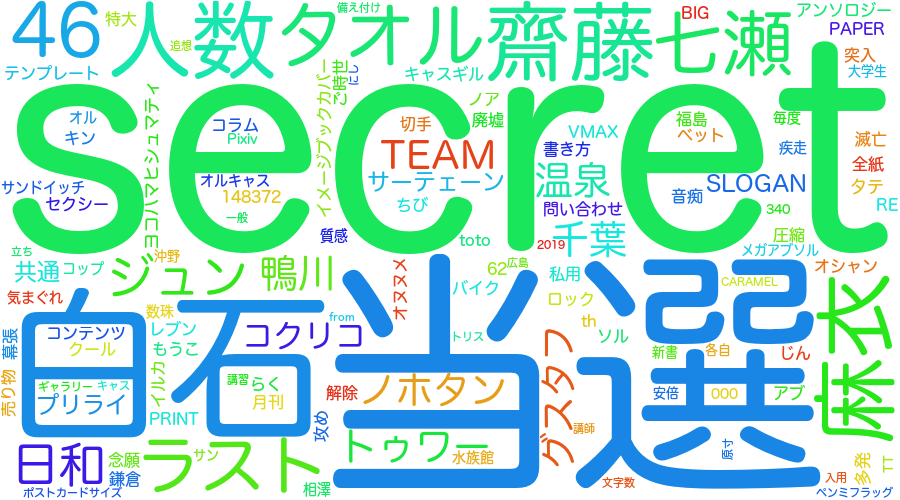 46
特大
追想
人数
タオル
備え付け
齋藤
七瀬
BIG
アンソロジー
PAPER
テンプレート
オル
キン
サンドイッチ
セクシー
secret
ヨコハマヒシュマティ
コラム
Pixiv
オルキャス
148372
一般
イメージブックカバー
ご時世
にし
キャスギル
切手
TEAM
サーテェーン
ちび
ノア
廃墟
VMAX
書き方
温泉
問い合わせ
千葉
福島
ベット
音痴
SLOGAN
毎度
疾走
340
突入
大学生
滅亡
全紙
タテ
RE
立ち
共通
コップ
気まぐれ
沖野
ジュン
鴨川
質感
toto
2019
62
広島
バイク
私用
圧縮
メガアブソル
オシャン
オヌヌメ
数珠
コクリコ
from
トリス
ロック
th
ソル
CARAMEL
幕張
コンテンツ
クール
レブン
もうこ
白石
当選
麻衣
新書
各自
じん
売り物
ギャラリー
キャス
プリライ
イルカ
PRINT
講習
らく
月刊
解除
ノホタン
グスタフ
講師
安倍
000
アブ
日和
念願
鎌倉
ラスト
サン
攻め
トゥワー
水族館
原寸
多発
TT
ポストカードサイズ
相澤
文字数
入用
ペンミフラッグ